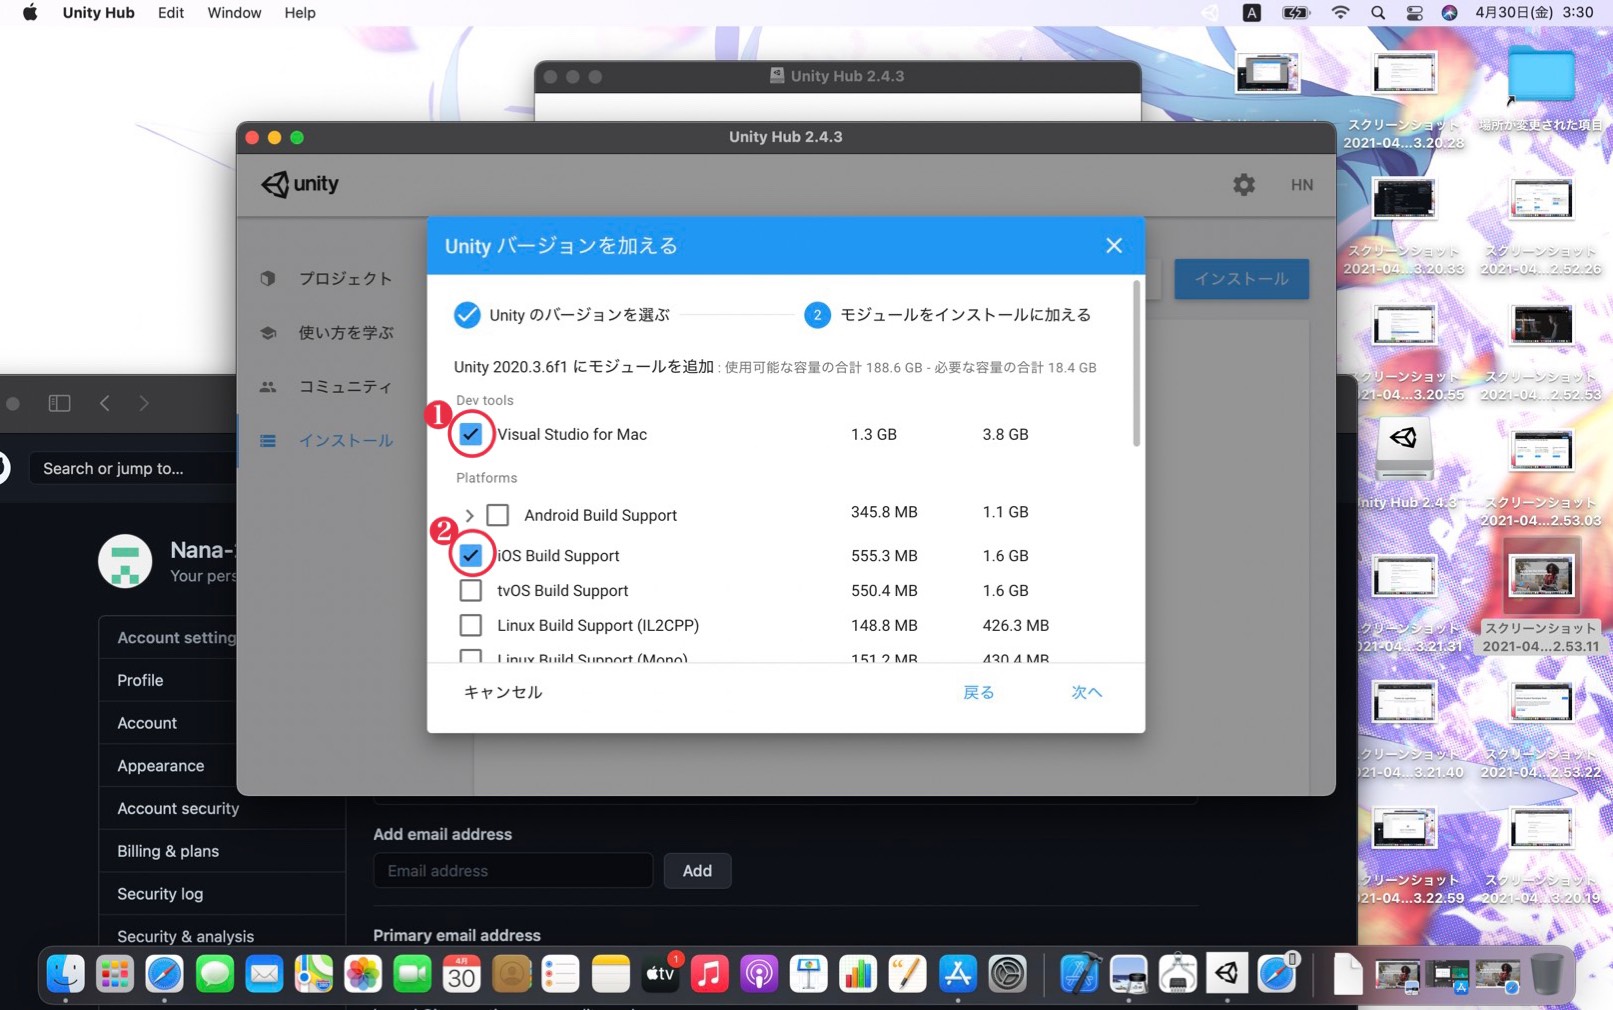 Unity Hub Edit Window Help
A
4月30日(金) 3:30
Unity Hub 2.4.3
Unity Hub 2.4.3
unity
HN
プロジェクト
使い方を学ぶ
コミュニティ
インストール
インストール
Unity バージョンを加える
Unity のバージョンを選ぶ
2 モジュールをインストールに加える
Unity 2020.3.6f1 にモジュールを追加 : 使用可能な容量の合計 188.6 GB - 必要な容量の合計 18.4 GB
Dev tools
1
Visual Studio for Mac 1.3 GB 3.8 GB
Platforms
Android Build Support 345.8 MB 1.1 GB
2
iOS Build Support 555.3 MB 1.6 GB
tvOS Build Support 550.4 MB 1.6 GB
Linux Build Support (IL2CPP) 148.8 MB 426.3 MB
Linux Build Support (Mono) 151.2 MB 430.4 MB
キャンセル 戻る 次へ
Search or jump to...
Nana-
Your pers
Account setting
Profile
Account
Appearance
Account security
Billing & plans
Security log
Security & analysis
Add email address
Email address Add
Primary email address
スクリーンショット
2021-04...3.20.28
場所が変更された項目
スクリーンショット
2021-04...3.20.33
スクリーンショット
2021-04...2.52.26
クリーンショット
21-04...3.20.55
スクリーンショット
2021-04...2.52.53
Unity Hub 2.4.3
スクリーンショット
2021-04...2.53.03
クリーンショット
21-04...3.21.31
スクリーンショット
2021-04...2.53.11
クリーンショット
21-04...3.21.40
スクリーンショット
2021-04...2.53.22
クリーンショット
21-04...3.22.59
スクリーンショット
2021-04...3.20.19
4月
30
tv
1